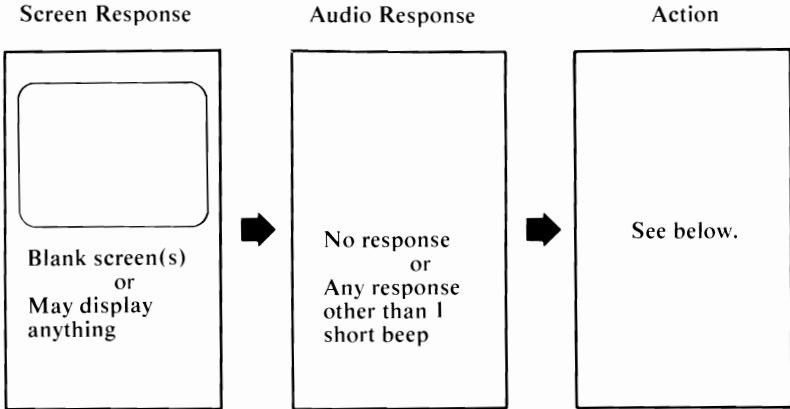 Screen Response
Audio Response
Action
Blank screen(s)
or
May display
anything
No response
or
Any response
other than 1
short beep
See below.